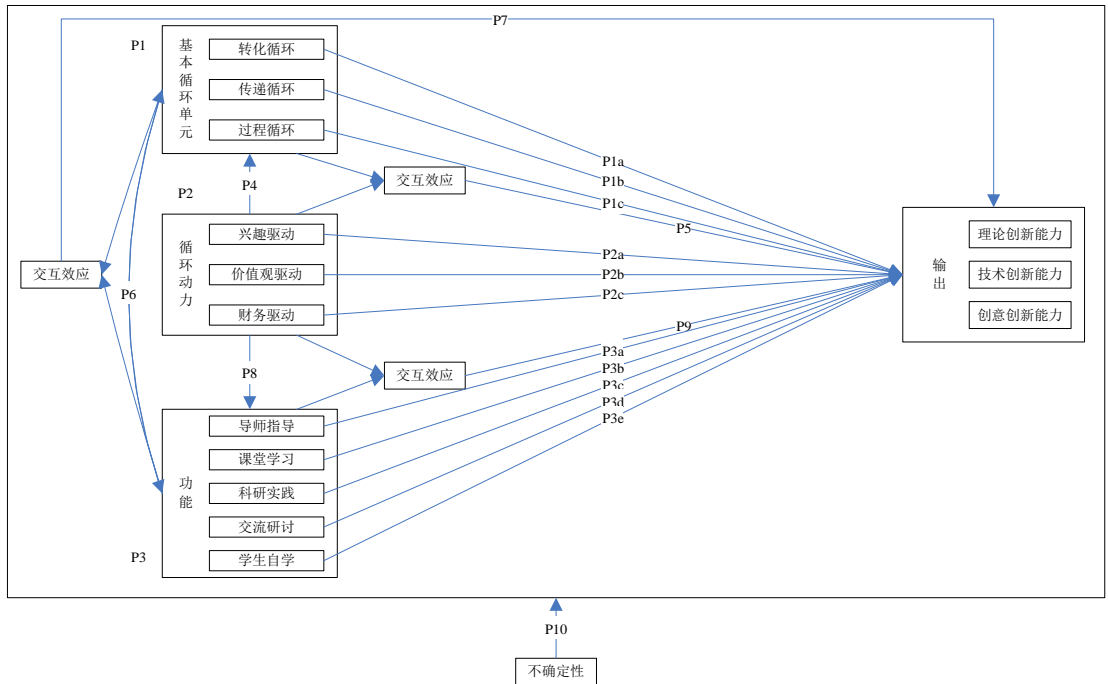 P7
P1
基本循环单元
转化循环
传递循环
过程循环
P1a
P1b
P1c
P5
P2
P4
交互效应
循环动力
兴趣驱动
价值观驱动
财务驱动
P2a
P2b
P2c
交互效应
P6
输出
理论创新能力
技术创新能力
创意创新能力
P9
P8
交互效应
P3a
P3b
P3c
P3d
P3e
功能
导师指导
课堂学习
科研实践
交流研讨
学生自学
P3
P10
不确定性